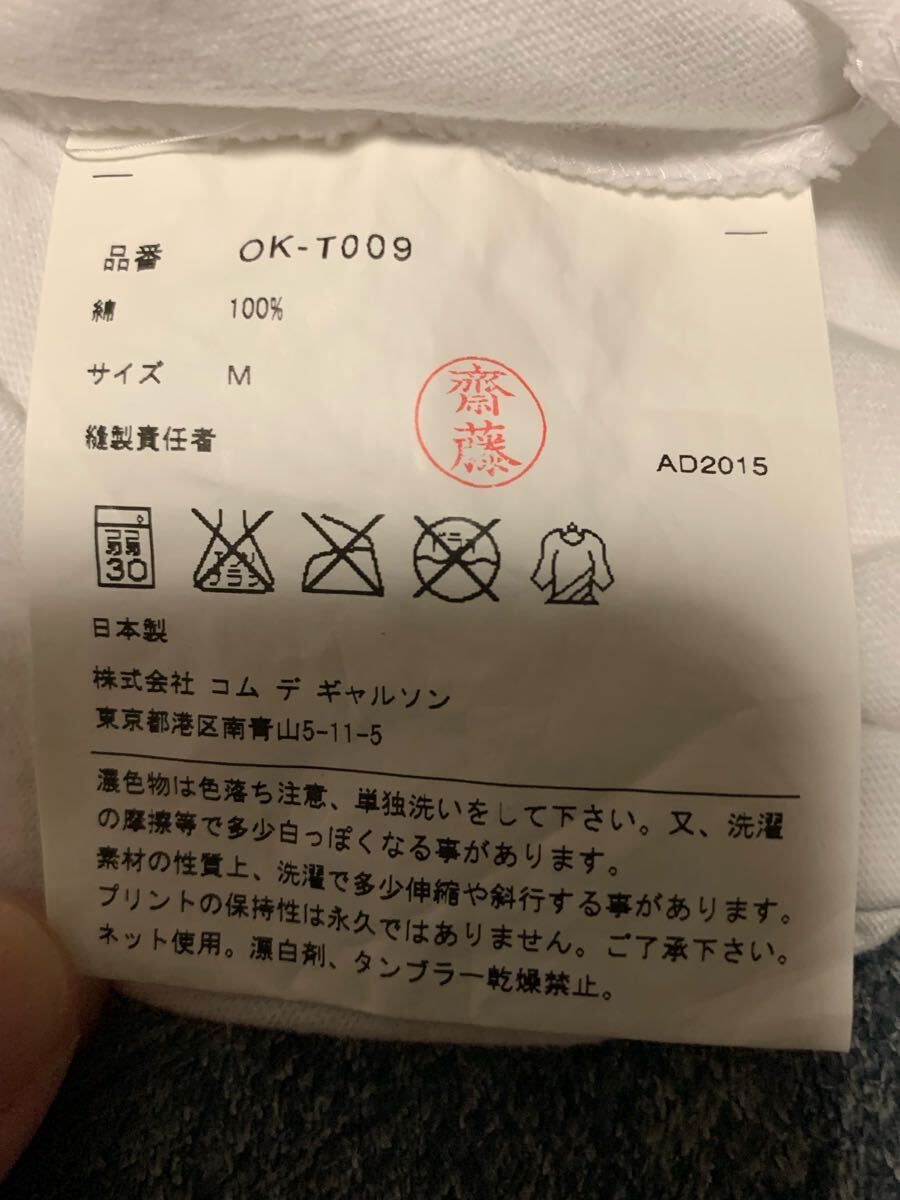 品番 OK-T009
綿 100%
サイズ M
縫製責任者 齋藤
AD2015
弱 30 エンソ サラシ ドライ
日本製
株式会社 コム デ ギャルソン
東京都港区南青山5-11-5
濃色物は色落ち注意、単独洗いをして下さい。又、洗濯
の摩擦等で多少白っぽくなる事があります。
素材の性質上、洗濯で多少伸縮や斜行する事があります。
プリントの保持性は永久ではありません。ご了承下さい。
ネット使用。漂白剤、タンブラー乾燥禁止。